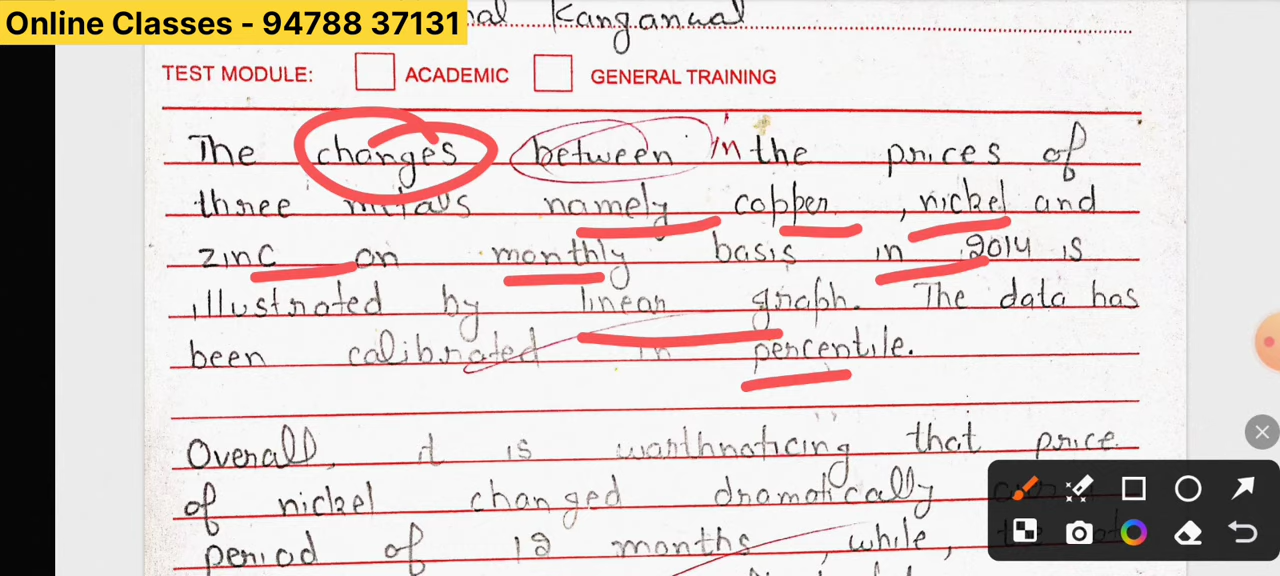 Online Classes - 94788 37131
Kanganwal
TEST MODULE: ACADEMIC GENERAL TRAINING
The changes between in the prices of
three metals namely copper, nickel and
zinc on monthly basis in 2014 is
illustrated by linear graph. The data has
been calibrated in percentile.
Overall, it is worthnoticing that price
of nickel changed dramatically
period of 12 months, while,